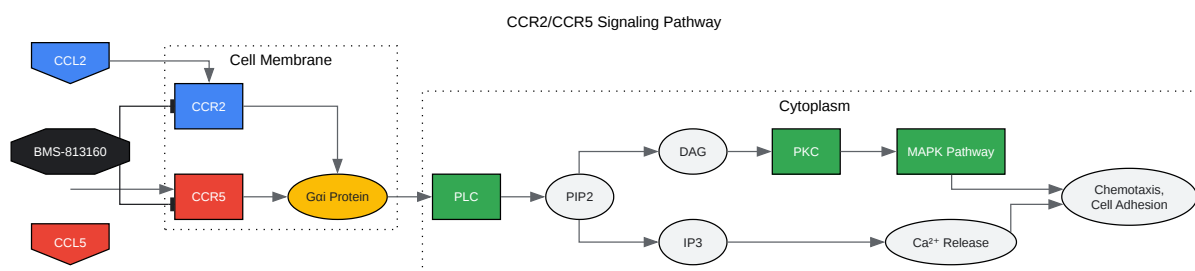 CCR2/CCR5 Signaling Pathway
CCL2
Cell Membrane
CCR2
Cytoplasm
BMS-813160
DAG
PKC
MAPK Pathway
CCR5
Gαi Protein
PLC
PIP2
Chemotaxis,
Cell Adhesion
CCL5
IP3
Ca²⁺ Release